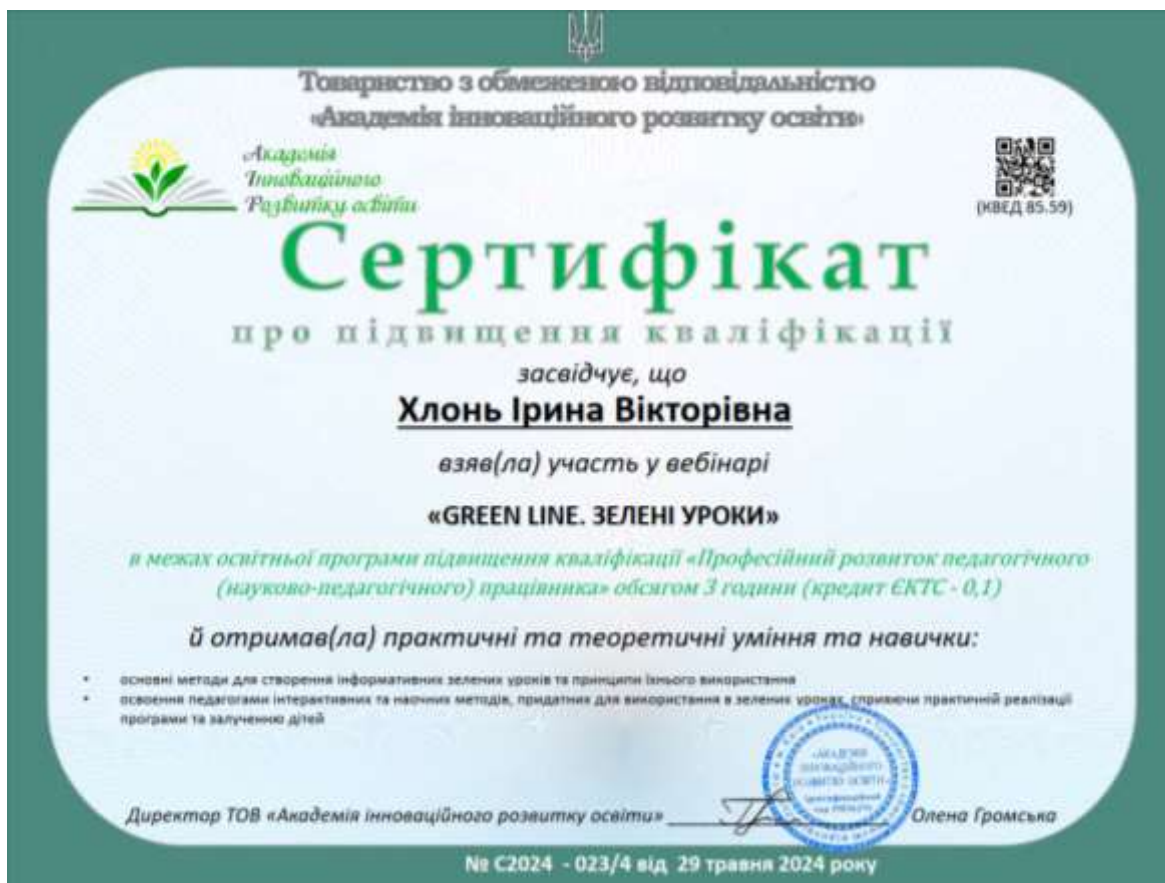 Товариство з обмеженою відповідальністю
«Академія інноваційного розвитку освіти»
Академія
Інноваційного
Розвитку освіти
(КВЕД 85.59)
Сертифікат
про підвищення кваліфікації
засвідчує, що
Хлонь Ірина Вікторівна
взяв(ла) участь у вебінарі
«GREEN LINE. ЗЕЛЕНІ УРОКИ»
в межах освітньої програми підвищення кваліфікації «Професійний розвиток педагогічного
(науково-педагогічного) працівника» обсягом 3 години (кредит ЄКТС - 0,1)
й отримав(ла) практичні та теоретичні уміння та навички:
• основні методи для створення інформативних зелених уроків та принципи їхнього використання
• освоення педагогами інтерактивних та наочних методів, придатних для використання в зелених уроках, сприяючи практичній реалізації
програми та залученню дітей
«АКАДЕМІЯ
ІННОВАЦІЙНОГО
РОЗВИТКУ ОСВІТИ»
Директор ТОВ «Академія інноваційного розвитку освіти» Олена Громська
№ С2024 - 023/4 від 29 травня 2024 року